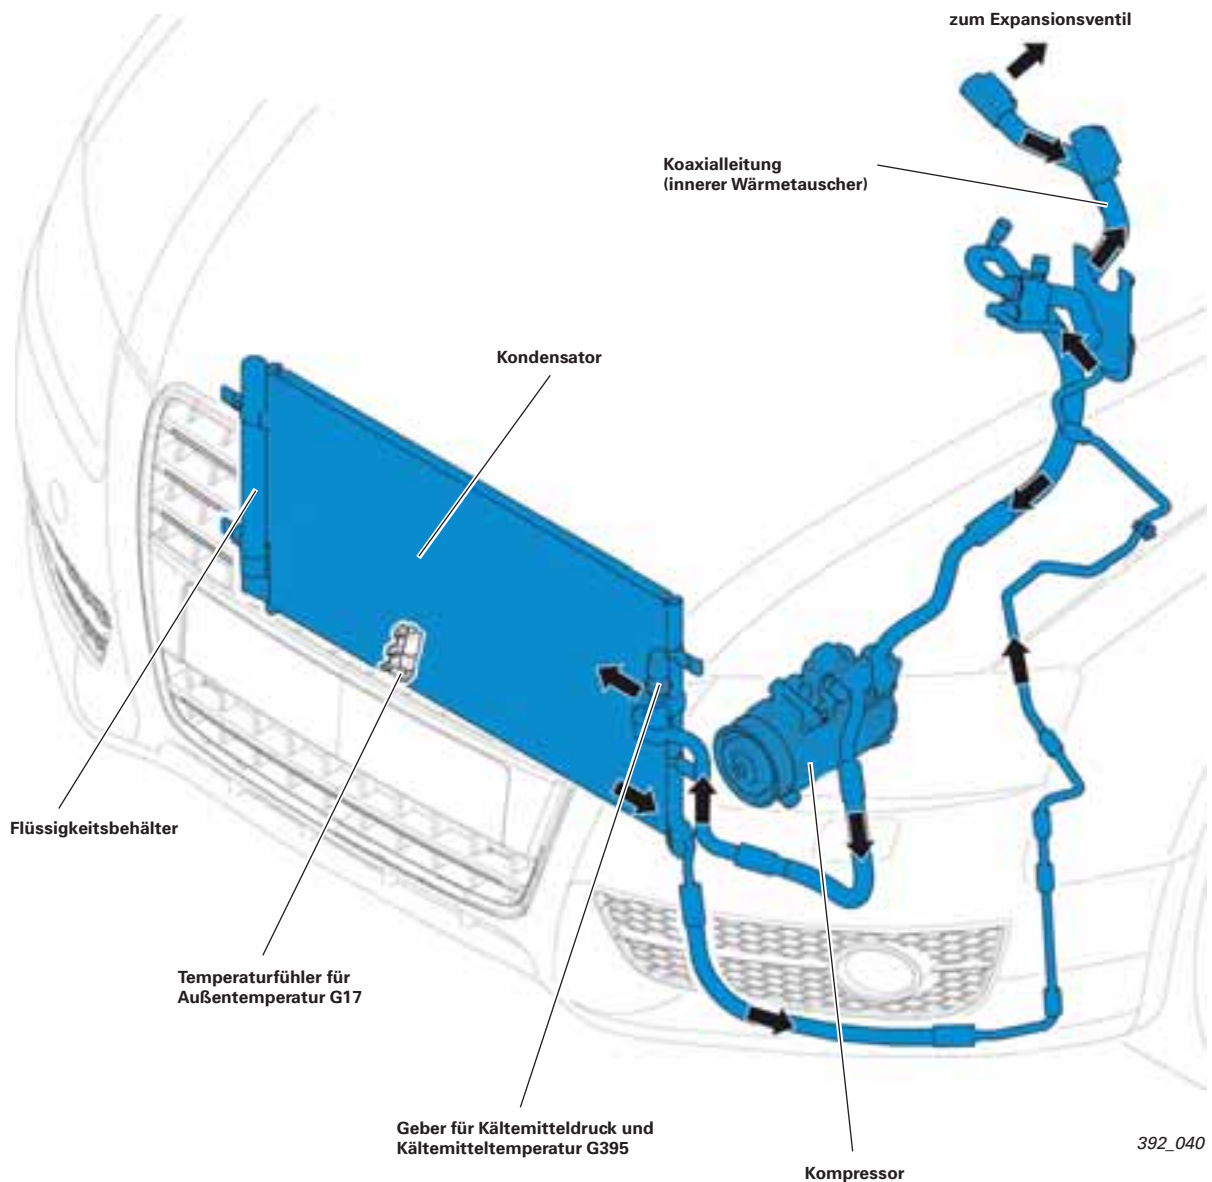 zum Expansionsventil
Koaxialleitung
(innerer Wärmetauscher)
Kondensator
Flüssigkeitsbehälter
Temperaturfühler für
Außentemperatur G17
Geber für Kältemitteldruck und
Kältemitteltemperatur G395
392_040
Kompressor